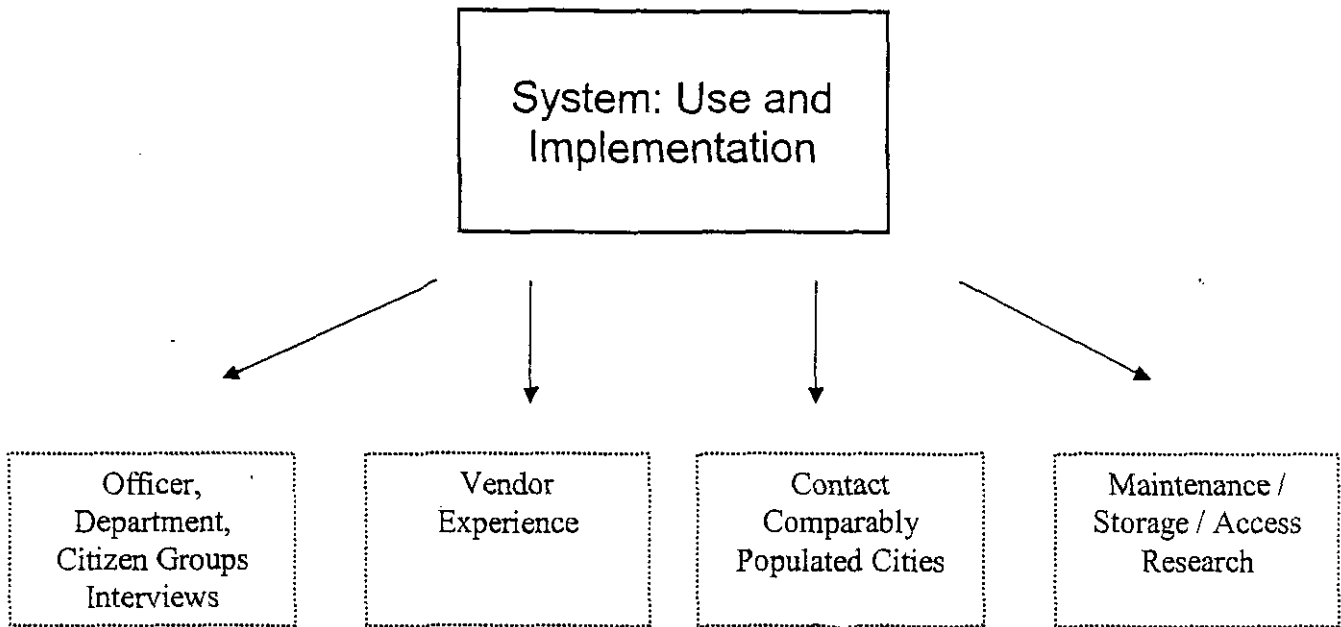 System: Use and
Implementation
Officer,
Department,
Citizen Groups
Interviews
Vendor
Experience
Contact
Comparably
Populated Cities
Maintenance /
Storage / Access
Research